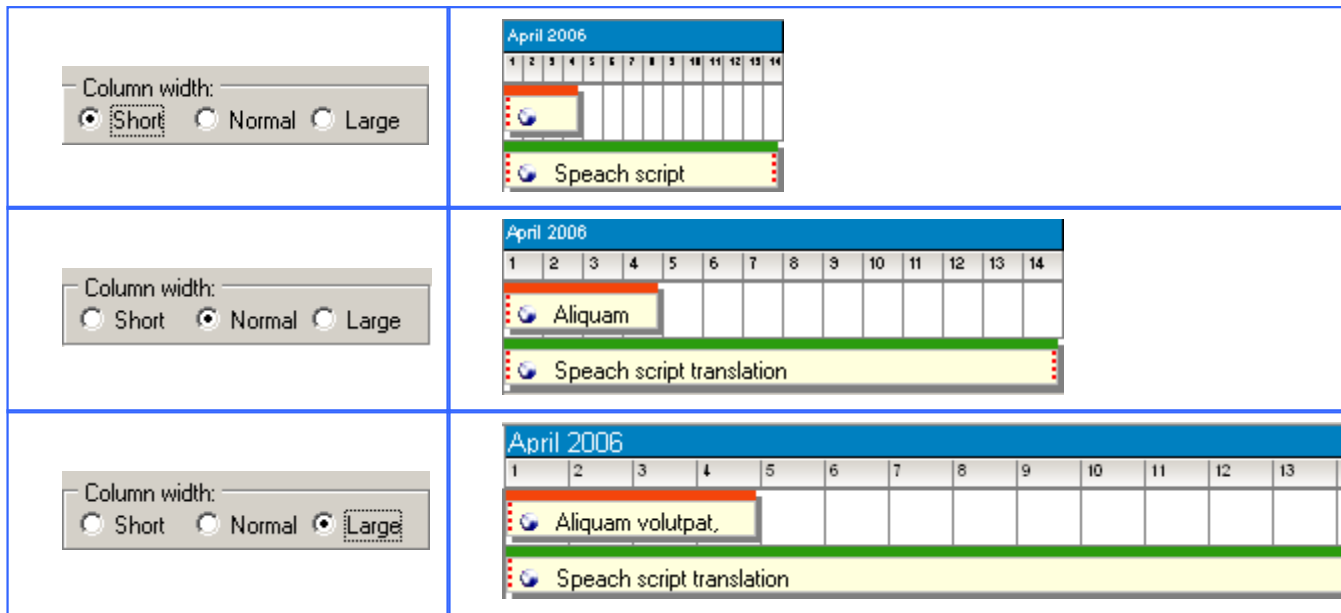 Column width:
Short Normal Large
April 2006
1 2 3 4 5 6 7 8 9 10 11 12 13 14
Speach script
Column width:
Short Normal Large
April 2006
1 2 3 4 5 6 7 8 9 10 11 12 13 14
Aliquam
Speach script translation
Column width:
Short Normal Large
April 2006
1 2 3 4 5 6 7 8 9 10 11 12 13
Aliquam volutpat,
Speach script translation